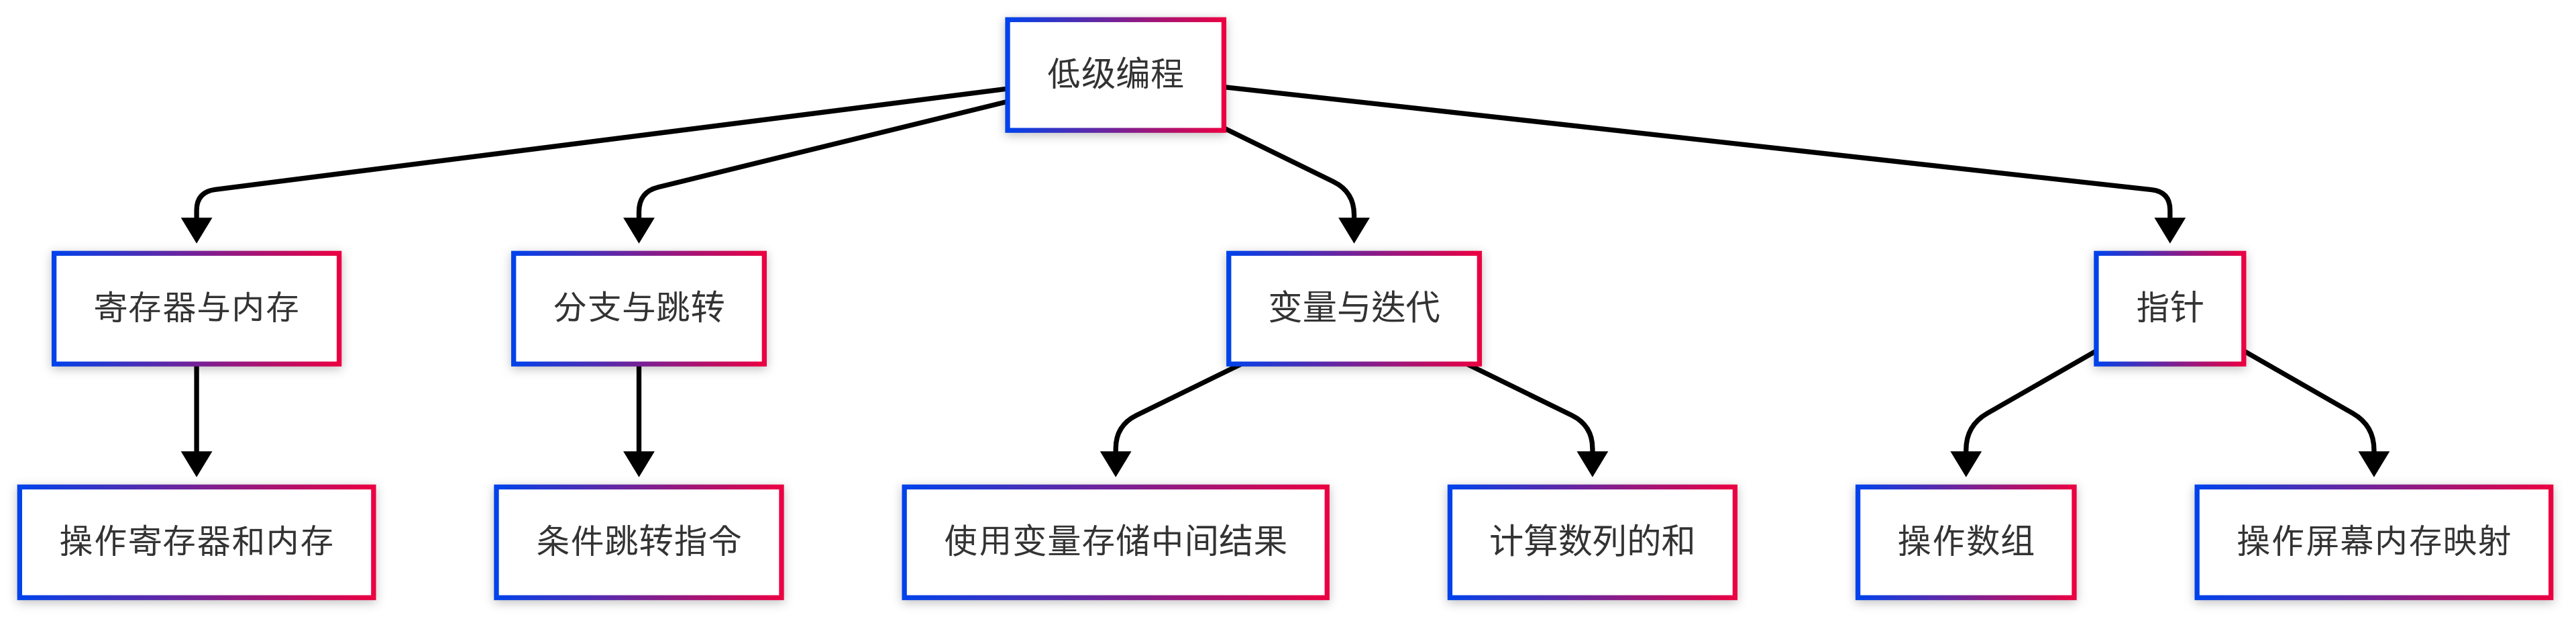 低级编程
寄存器与内存
分支与跳转
变量与迭代
指针
操作寄存器和内存
条件跳转指令
使用变量存储中间结果
计算数列的和
操作数组
操作屏幕内存映射